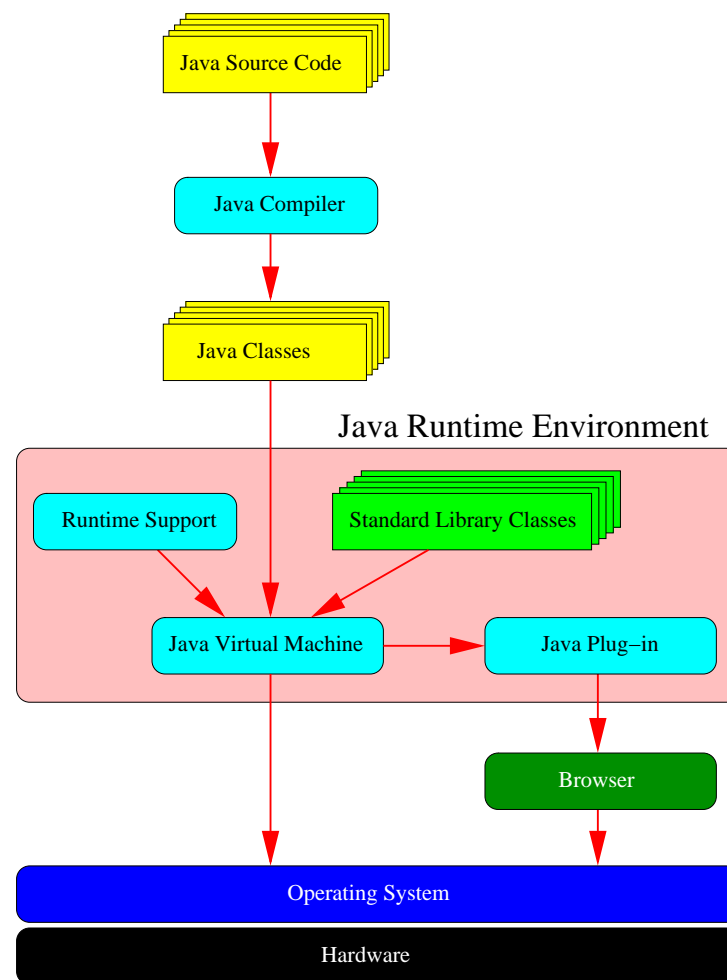 Java Source Code
Java Compiler
Java Classes
Java Runtime Environment
Runtime Support
Standard Library Classes
Java Virtual Machine
Java Plug−in
Browser
Operating System
Hardware